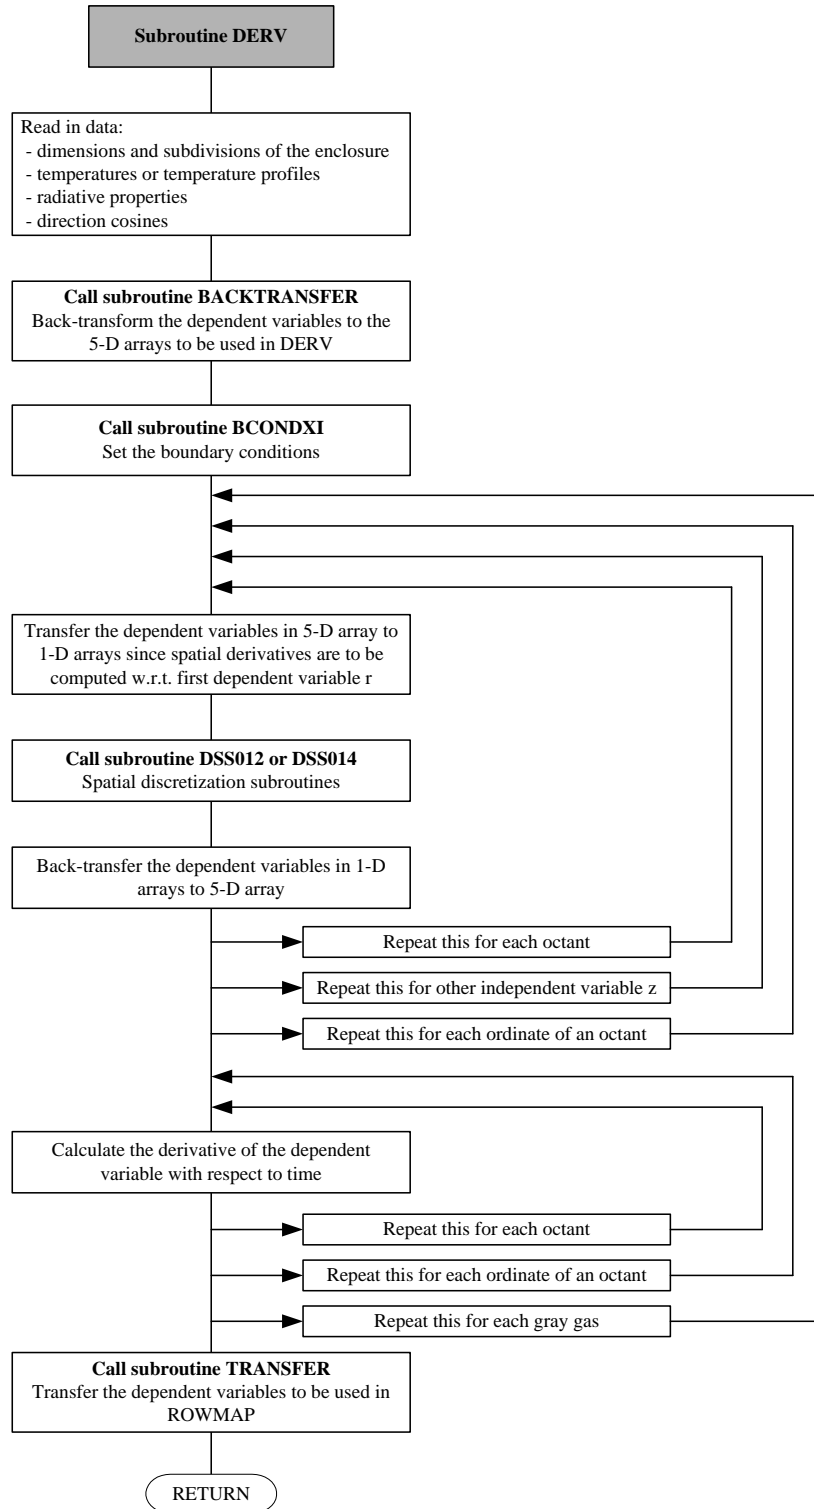 Subroutine DERV
Read in data:
- dimensions and subdivisions of the enclosure
- temperatures or temperature profiles
- radiative properties
- direction cosines
Call subroutine BACKTRANSFER
Back-transform the dependent variables to the
5-D arrays to be used in DERV
Call subroutine BCONDXI
Set the boundary conditions
Transfer the dependent variables in 5-D array to
1-D arrays since spatial derivatives are to be
computed w.r.t. first dependent variable r
Call subroutine DSS012 or DSS014
Spatial discretization subroutines
Back-transfer the dependent variables in 1-D
arrays to 5-D array
Repeat this for each octant
Repeat this for other independent variable z
Repeat this for each ordinate of an octant
Calculate the derivative of the dependent
variable with respect to time
Repeat this for each octant
Repeat this for each ordinate of an octant
Repeat this for each gray gas
Call subroutine TRANSFER
Transfer the dependent variables to be used in
ROWMAP
RETURN